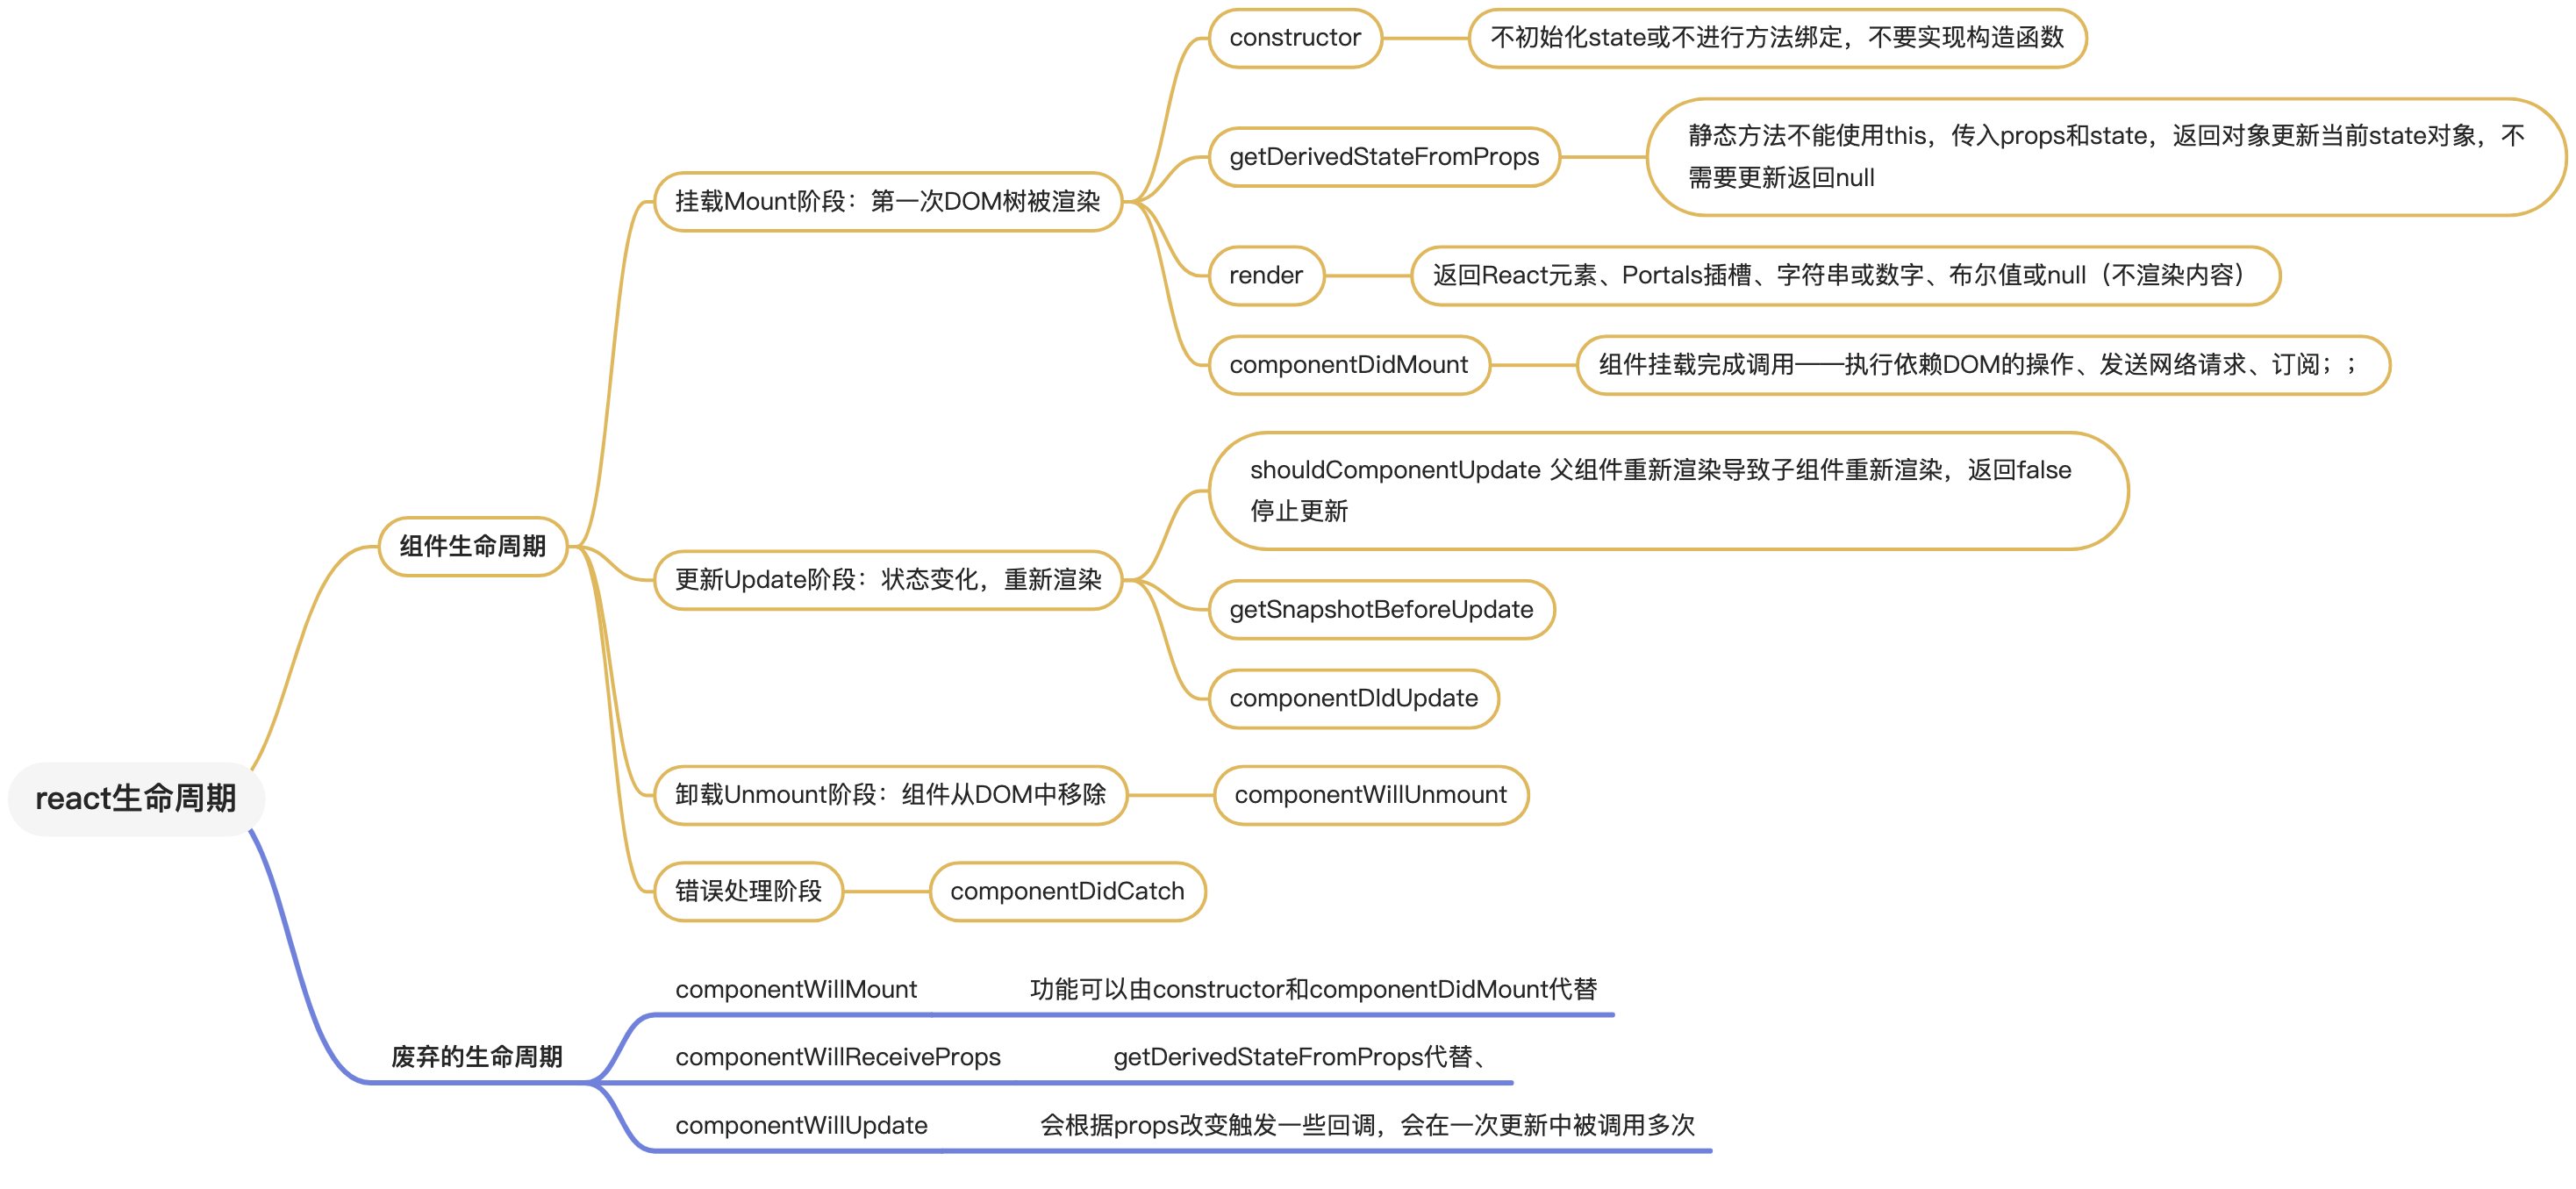 react生命周期
组件生命周期
挂载Mount阶段：第一次DOM树被渲染
constructor
不初始化state或不进行方法绑定，不要实现构造函数
getDerivedStateFromProps
静态方法不能使用this，传入props和state，返回对象更新当前state对象，不
需要更新返回null
render
返回React元素、Portals插槽、字符串或数字、布尔值或null（不渲染内容）
componentDidMount
组件挂载完成调用——执行依赖DOM的操作、发送网络请求、订阅；；
更新Update阶段：状态变化，重新渲染
shouldComponentUpdate 父组件重新渲染导致子组件重新渲染，返回false
停止更新
getSnapshotBeforeUpdate
componentDIdUpdate
卸载Unmount阶段：组件从DOM中移除
componentWillUnmount
错误处理阶段
componentDidCatch
废弃的生命周期
componentWillMount
功能可以由constructor和componentDidMount代替
componentWillReceiveProps
getDerivedStateFromProps代替、
componentWillUpdate
会根据props改变触发一些回调，会在一次更新中被调用多次